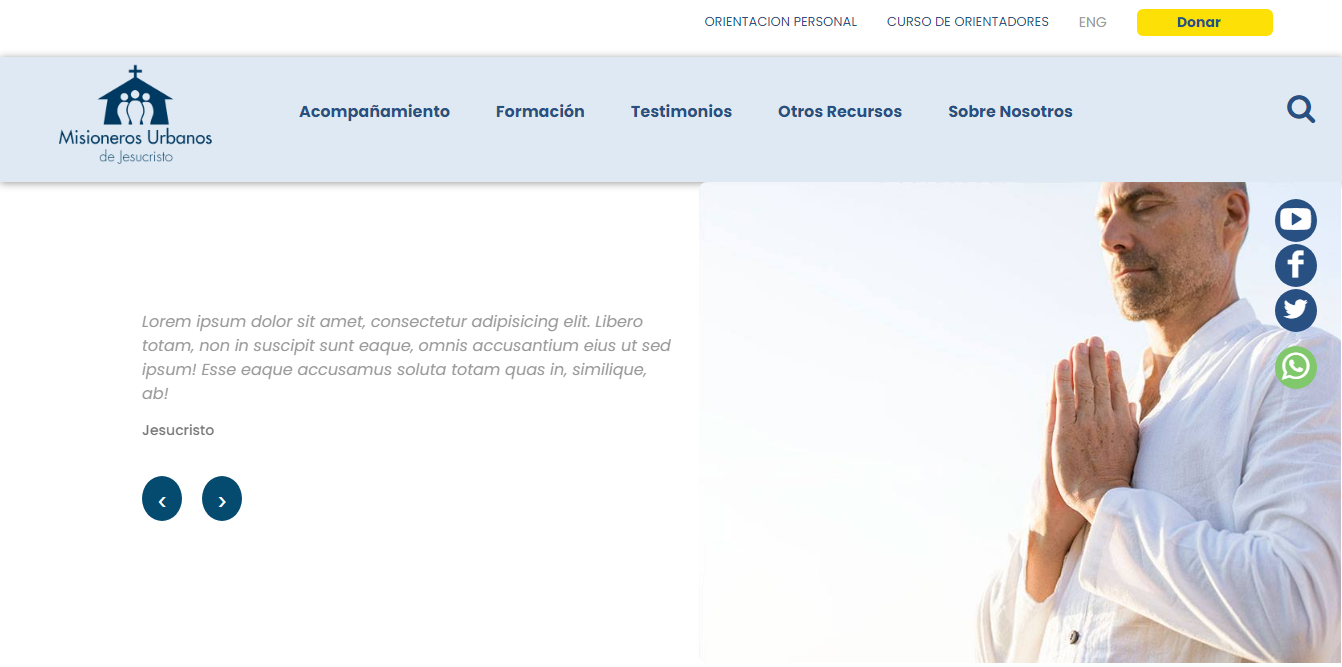 ORIENTACION PERSONAL CURSO DE ORIENTADORES ENG Donar
Misioneros Urbanos
de Jesucristo
Acompañamiento Formación Testimonios Otros Recursos Sobre Nosotros
Lorem ipsum dolor sit amet, consectetur adipisicing elit. Libero
totam, non in suscipit sunt eaque, omnis accusantium eius ut sed
ipsum! Esse eaque accusamus soluta totam quas in, similique,
ab!
Jesucristo
‹ ›